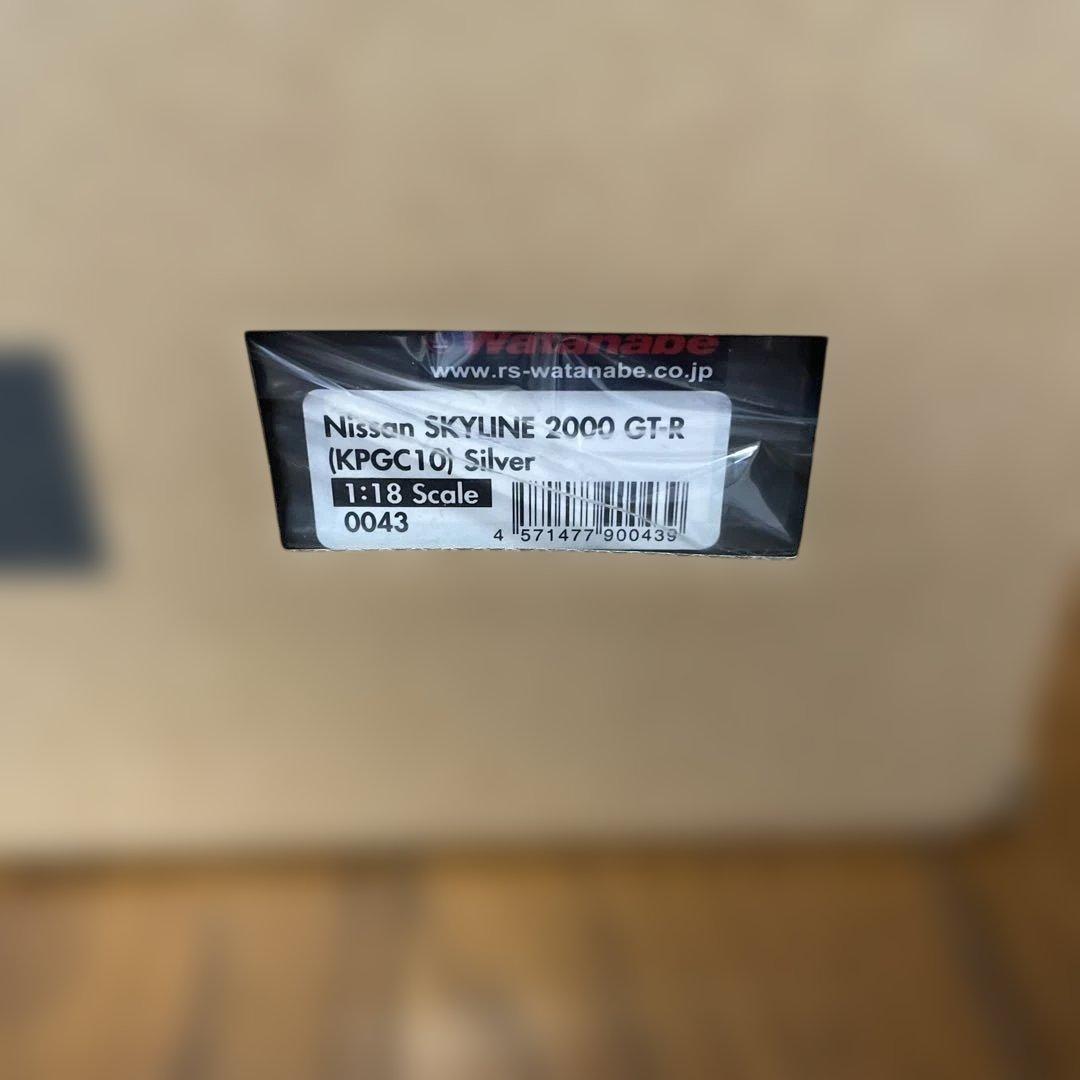 Watanabe
www.rs-watanabe.co.jp
Nissan SKYLINE 2000 GT-R
(KPGC10) Silver
1:18 Scale
0043
4 571477 900439